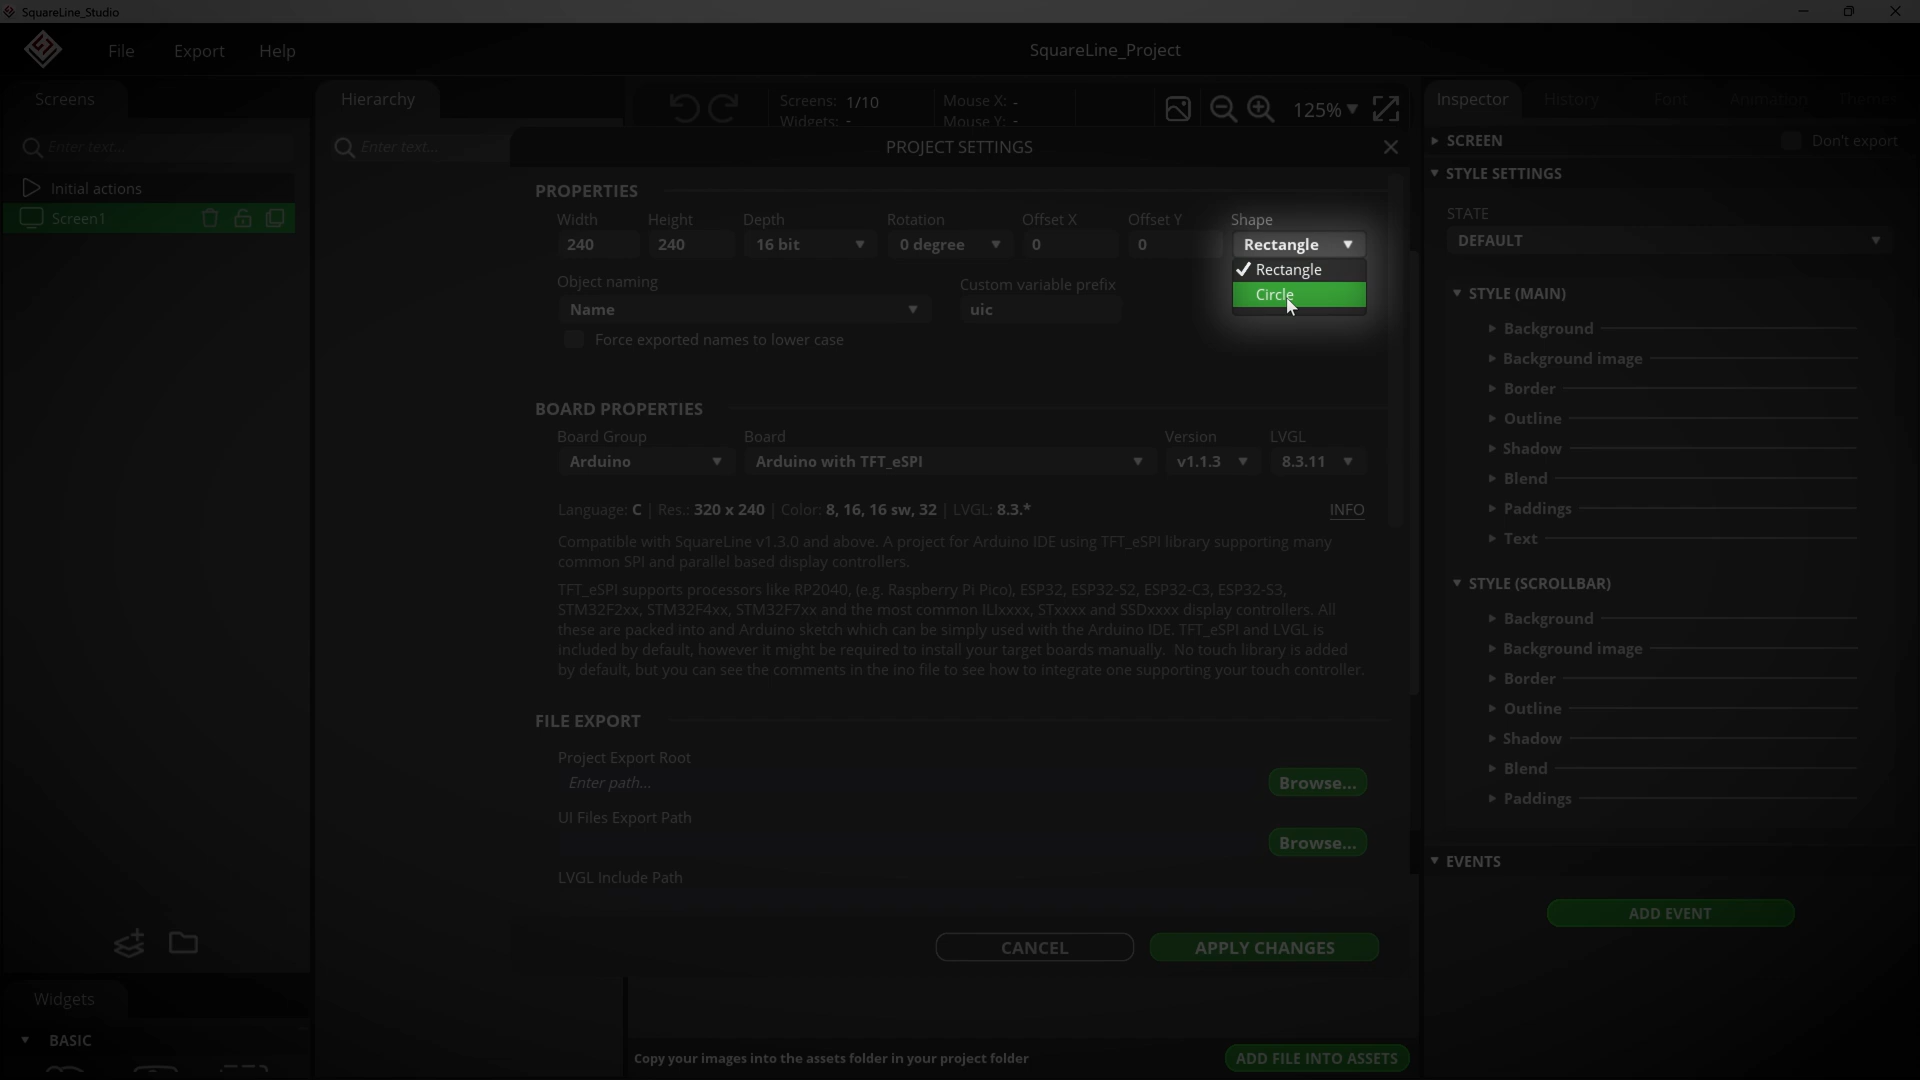 SquareLine_Studio
File
Export
Help
SquareLine_Project
Screens
Hierarchy
Screens: 1/10
Widgets: -
Mouse X: -
Mouse Y: -
125%
Inspector
History
Font
Animation
Themes
Enter text...
Enter text...
PROJECT SETTINGS
SCREEN
Don't export
Initial actions
Screen1
PROPERTIES
Width
Height
Depth
Rotation
Offset X
Offset Y
Shape
240
240
16 bit
0 degree
0
0
Rectangle
Rectangle
Circle
Object naming
Custom variable prefix
Name
uic
Force exported names to lower case
BOARD PROPERTIES
Board Group
Board
Version
LVGL
Arduino
Arduino with TFT_eSPI
v1.1.3
8.3.11
Language: C | Res.: 320 x 240 | Color: 8, 16, 16 sw, 32 | LVGL: 8.3.*
INFO
Compatible with SquareLine v1.3.0 and above. A project for Arduino IDE using TFT_eSPI library supporting many
common SPI and parallel based display controllers.
TFT_eSPI supports processors like RP2040, (e.g. Raspberry Pi Pico), ESP32, ESP32-S2, ESP32-C3, ESP32-S3,
STM32F2xx, STM32F4xx, STM32F7xx and the most common ILIxxxx, STxxxx and SSDxxxx display controllers. All
these are packed into and Arduino sketch which can be simply used with the Arduino IDE. TFT_eSPI and LVGL is
included by default, however it might be required to install your target boards manually. No touch library is added
by default, but you can see the comments in the ino file to see how to integrate one supporting your touch controller.
FILE EXPORT
Project Export Root
Enter path...
Browse...
UI Files Export Path
Browse...
LVGL Include Path
CANCEL
APPLY CHANGES
STYLE SETTINGS
STATE
DEFAULT
STYLE (MAIN)
Background
Background image
Border
Outline
Shadow
Blend
Paddings
Text
STYLE (SCROLLBAR)
Background
Background image
Border
Outline
Shadow
Blend
Paddings
EVENTS
ADD EVENT
Widgets
BASIC
Copy your images into the assets folder in your project folder
ADD FILE INTO ASSETS